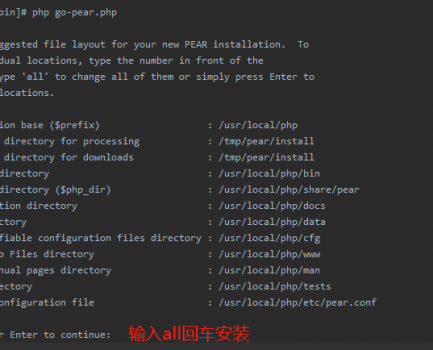 bin]# php go-pear.php
ggested file layout for your new PEAR installation.  To
dual locations, type the number in front of the
ype 'all' to change all of them or simply press Enter to
locations.
ion base ($prefix)                   : /usr/local/php
 directory for processing            : /tmp/pear/install
 directory for downloads             : /tmp/pear/install
directory                            : /usr/local/php/bin
directory ($php_dir)                 : /usr/local/php/share/pear
tion directory                       : /usr/local/php/docs
ctory                                : /usr/local/php/data
fiable configuration files directory : /usr/local/php/cfg
b Files directory                    : /usr/local/php/www
nual pages directory                 : /usr/local/php/man
ectory                               : /usr/local/php/tests
onfiguration file                    : /usr/local/php/etc/pear.conf
r Enter to continue: 输入all回车安装